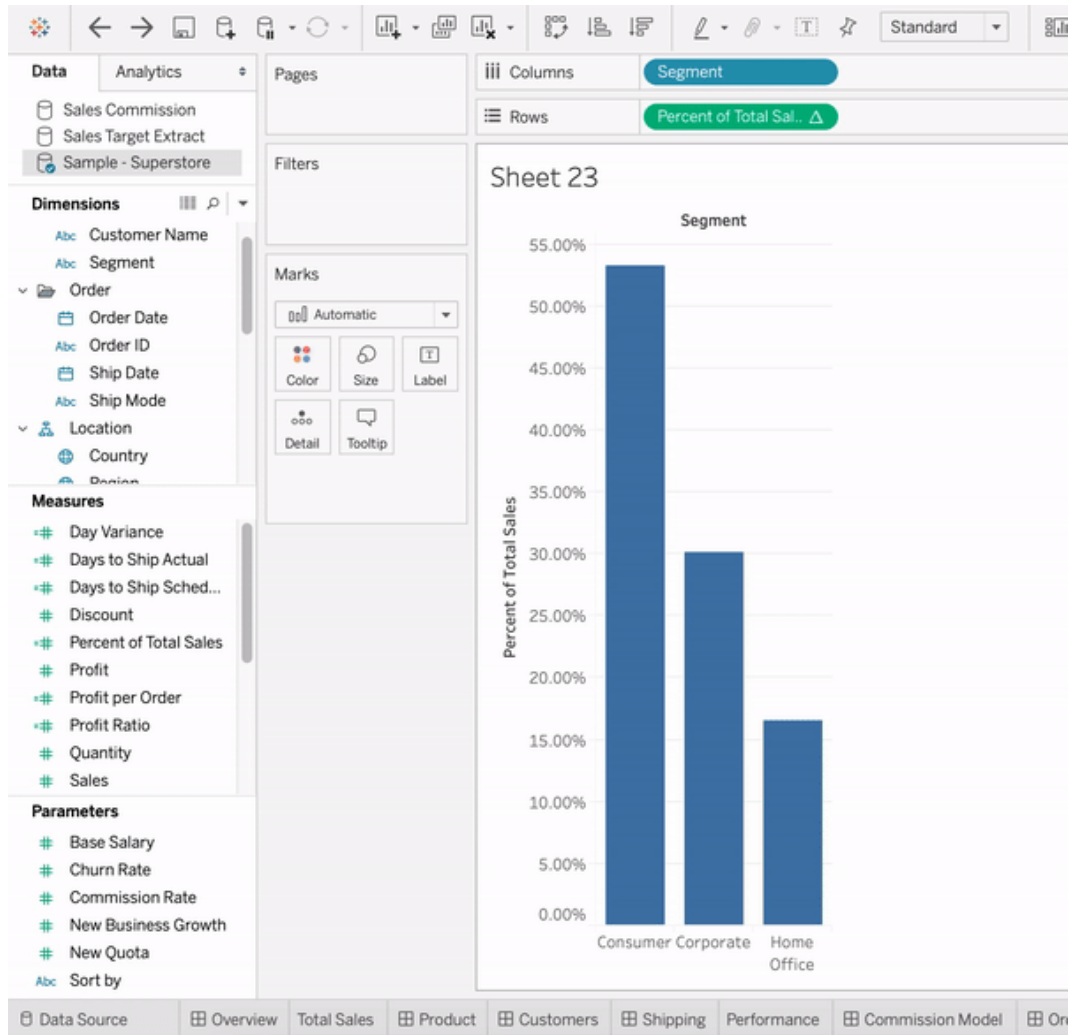 Standard
Data
Analytics
Sales Commission
Sales Target Extract
Sample - Superstore
Dimensions
Abc Customer Name
Abc Segment
Order
Order Date
Abc Order ID
Ship Date
Abc Ship Mode
Location
Country
Region
Measures
=# Day Variance
=# Days to Ship Actual
=# Days to Ship Sched...
# Discount
=# Percent of Total Sales
# Profit
=# Profit per Order
=# Profit Ratio
# Quantity
# Sales
Parameters
# Base Salary
# Churn Rate
# Commission Rate
# New Business Growth
# New Quota
Abc Sort by
Pages
Filters
Marks
Automatic
Color
Size
T
Label
Detail
Tooltip
Columns
Segment
Rows
Percent of Total Sal.. Δ
Sheet 23
Segment
55.00%
50.00%
45.00%
40.00%
35.00%
30.00%
25.00%
20.00%
15.00%
10.00%
5.00%
0.00%
Percent of Total Sales
Consumer
Corporate
Home
Office
Data Source
Overview
Total Sales
Product
Customers
Shipping
Performance
Commission Model